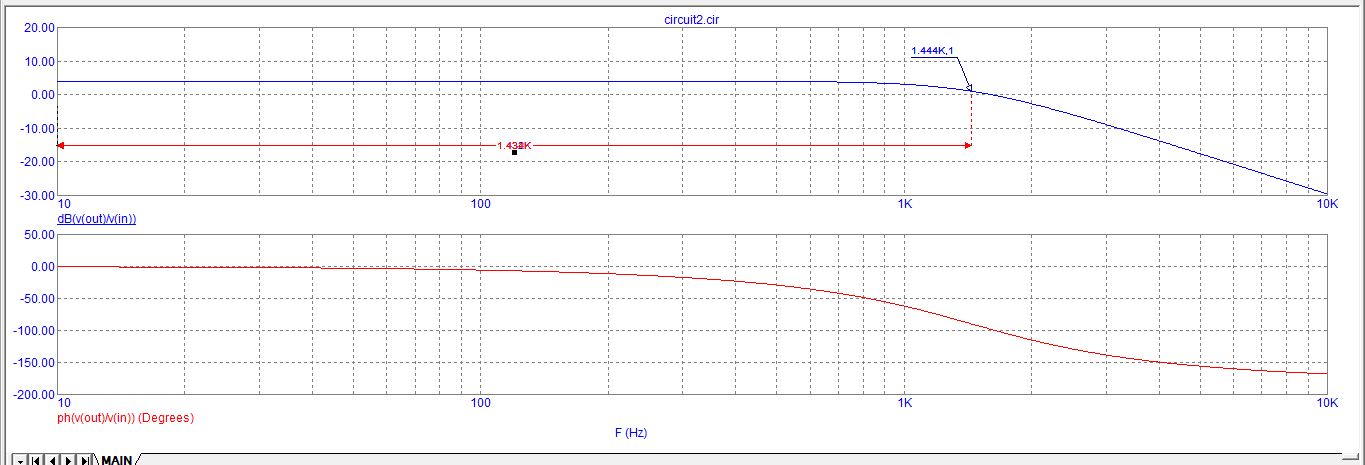 circuit2.cir
20.00
10.00
0.00
-10.00
-20.00
-30.00
1.444K,1
10 100 1K 10K
dB(v(out)/v(in))
50.00
0.00
-50.00
-100.00
-150.00
-200.00
10 100 1K 10K
ph(v(out)/v(in)) (Degrees)
F (Hz)
MAIN